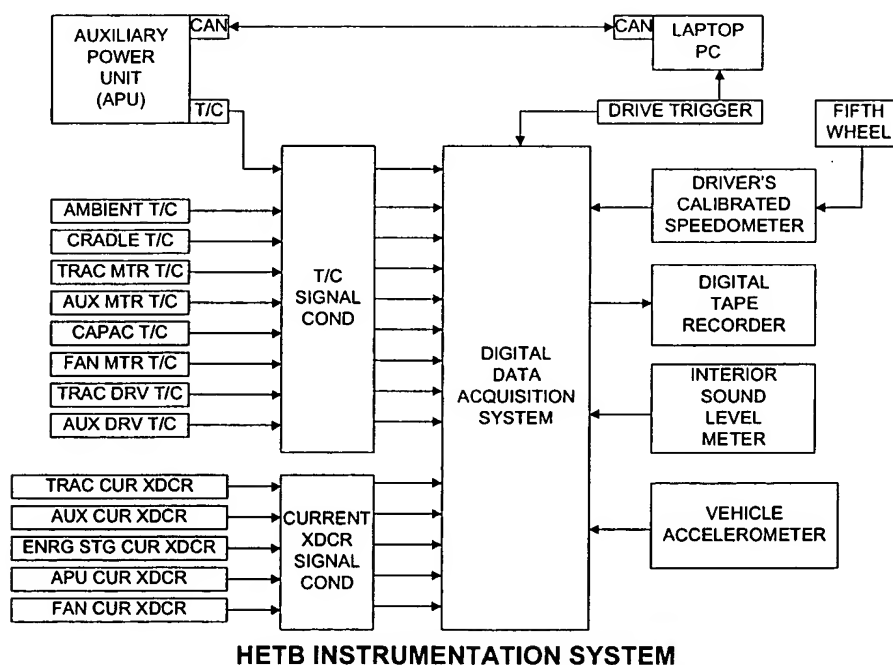 AUXILIARY
POWER
UNIT
(APU)
CAN
T/C
CAN
LAPTOP
PC
DRIVE TRIGGER
FIFTH
WHEEL
AMBIENT T/C
CRADLE T/C
TRAC MTR T/C
AUX MTR T/C
CAPAC T/C
FAN MTR T/C
TRAC DRV T/C
AUX DRV T/C
T/C
SIGNAL
COND
TRAC CUR XDCR
AUX CUR XDCR
ENRG STG CUR XDCR
APU CUR XDCR
FAN CUR XDCR
CURRENT
XDCR
SIGNAL
COND
DIGITAL
DATA
ACQUISITION
SYSTEM
DRIVER'S
CALIBRATED
SPEEDOMETER
DIGITAL
TAPE
RECORDER
INTERIOR
SOUND
LEVEL
METER
VEHICLE
ACCELEROMETER
HETB INSTRUMENTATION SYSTEM